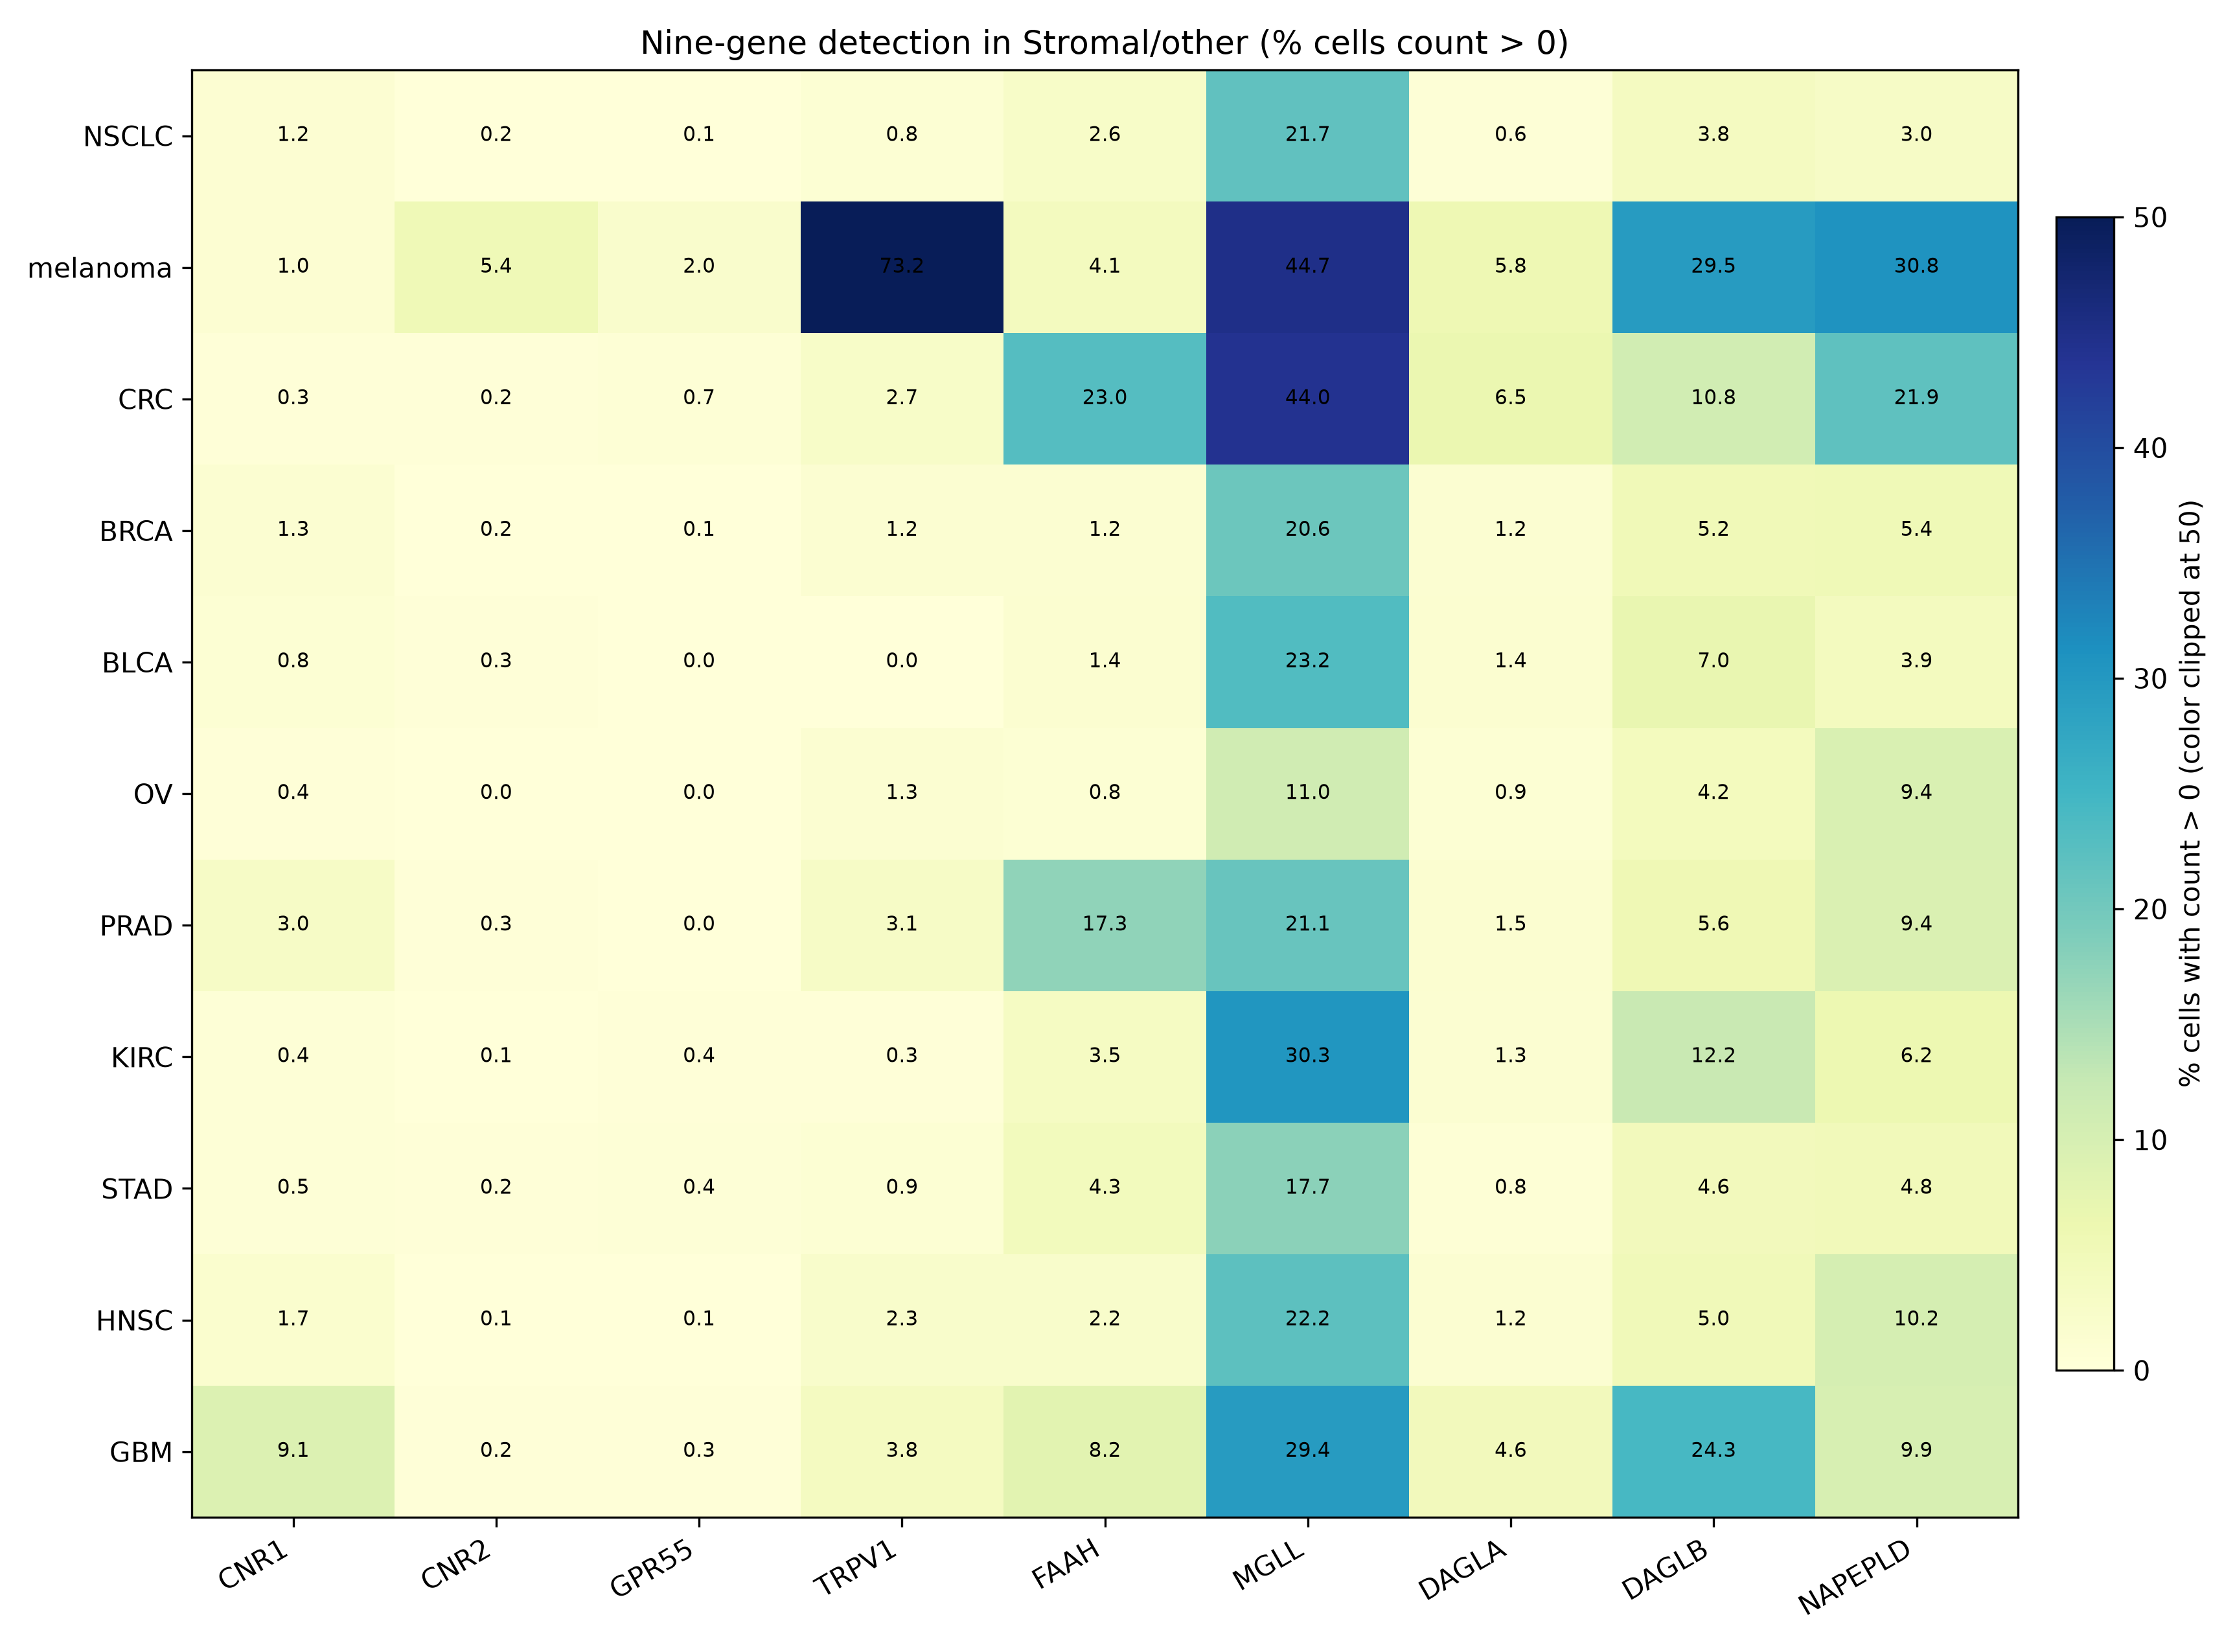 Nine-gene detection in Stromal/other (% cells count > 0)
NSCLC 1.2 0.2 0.1 0.8 2.6 21.7 0.6 3.8 3.0
melanoma 1.0 5.4 2.0 73.2 4.1 44.7 5.8 29.5 30.8
CRC 0.3 0.2 0.7 2.7 23.0 44.0 6.5 10.8 21.9
BRCA 1.3 0.2 0.1 1.2 1.2 20.6 1.2 5.2 5.4
BLCA 0.8 0.3 0.0 0.0 1.4 23.2 1.4 7.0 3.9
OV 0.4 0.0 0.0 1.3 0.8 11.0 0.9 4.2 9.4
PRAD 3.0 0.3 0.0 3.1 17.3 21.1 1.5 5.6 9.4
KIRC 0.4 0.1 0.4 0.3 3.5 30.3 1.3 12.2 6.2
STAD 0.5 0.2 0.4 0.9 4.3 17.7 0.8 4.6 4.8
HNSC 1.7 0.1 0.1 2.3 2.2 22.2 1.2 5.0 10.2
GBM 9.1 0.2 0.3 3.8 8.2 29.4 4.6 24.3 9.9
CNR1 CNR2 GPR55 TRPV1 FAAH MGLL DAGLA DAGLB NAPEPLD
50
40
30
20
10
0
% cells with count > 0 (color clipped at 50)